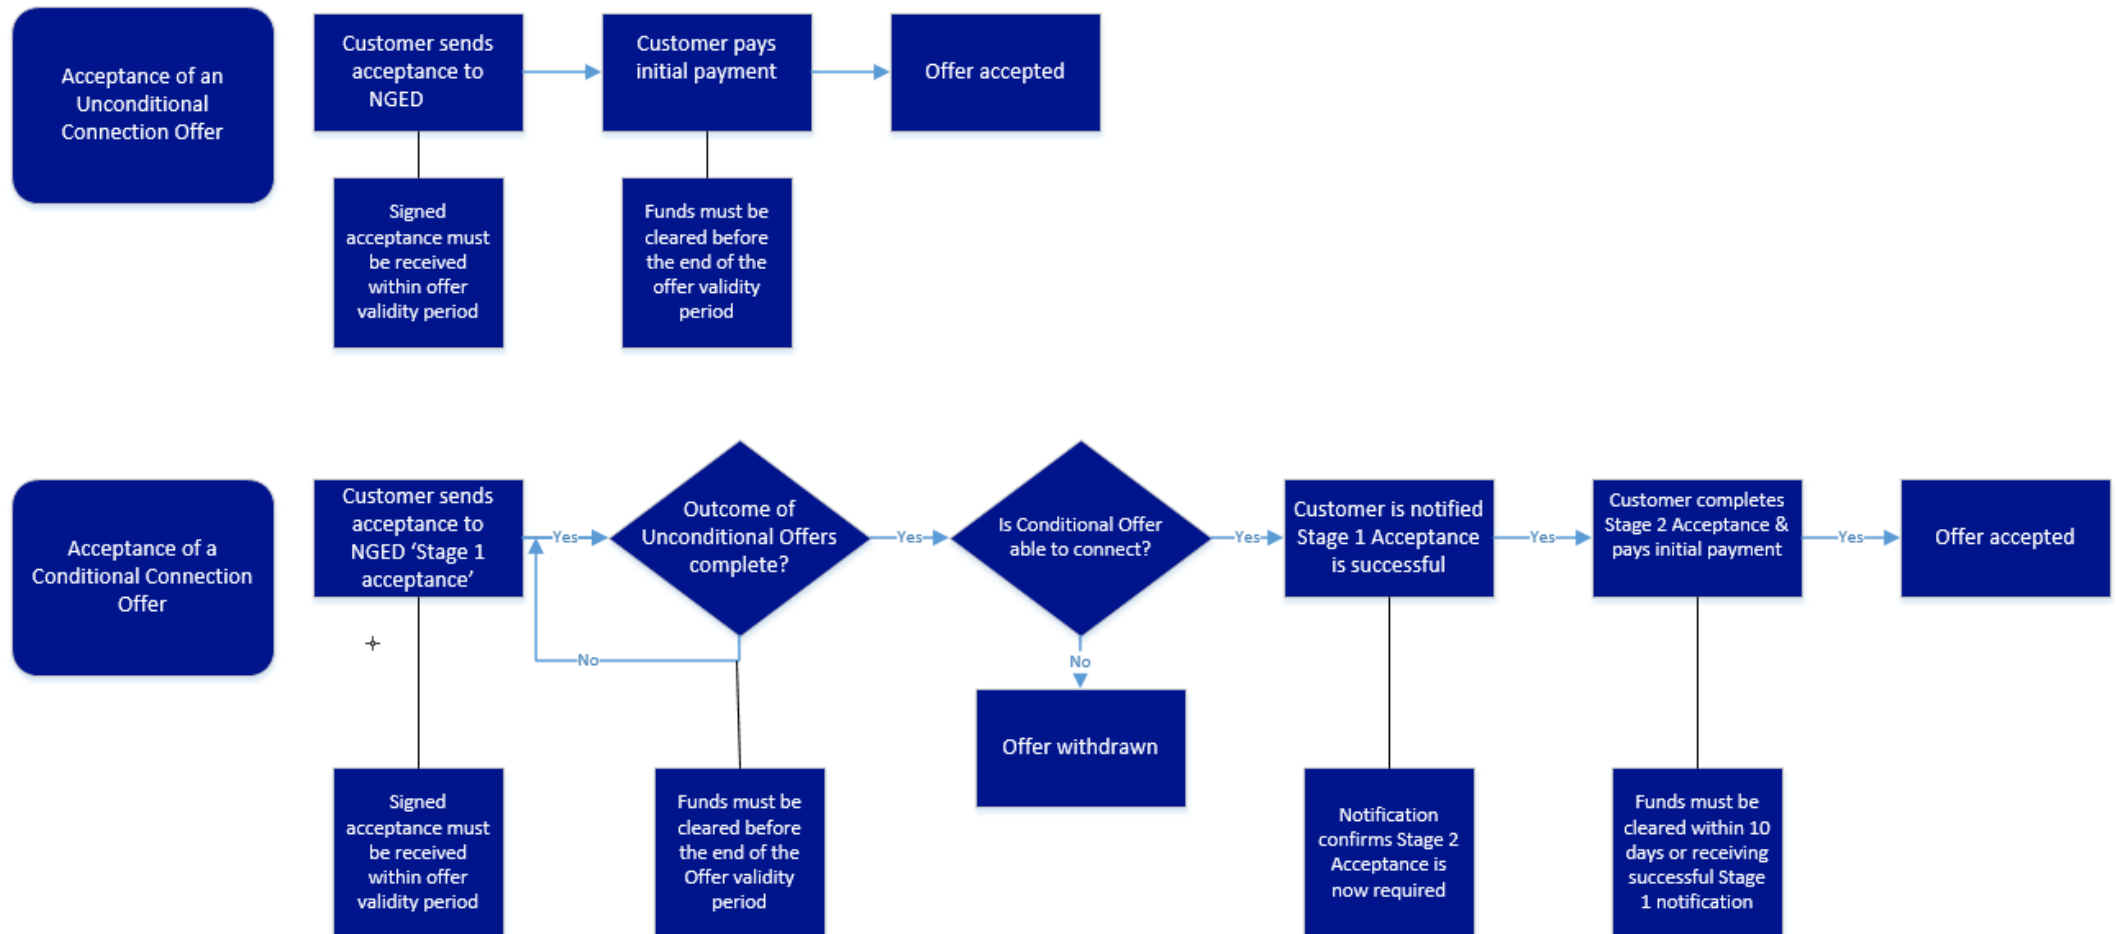 Acceptance of an
Unconditional
Connection Offer
Customer sends
acceptance to
NGED
Customer pays
initial payment
Offer accepted
Signed
acceptance must
be received
within offer
validity period
Funds must be
cleared before
the end of the
offer validity
period
Acceptance of a
Conditional Connection
Offer
Customer sends
acceptance to
NGED ‘Stage 1
acceptance’
Yes
Outcome of
Unconditional Offers
complete?
Yes
Is Conditional Offer
able to connect?
Yes
Customer is notified
Stage 1 Acceptance
is successful
Yes
Customer completes
Stage 2 Acceptance &
pays initial payment
Yes
Offer accepted
No
No
Offer withdrawn
Signed
acceptance must
be received
within offer
validity period
Funds must be
cleared before
the end of the
Offer validity
period
Notification
confirms Stage 2
Acceptance is
now required
Funds must be
cleared within 10
days or receiving
successful Stage
1 notification